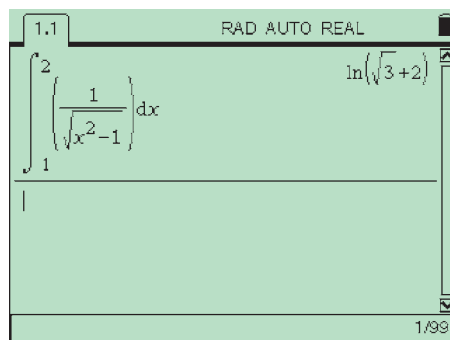 1.1 RAD AUTO REAL
∫₁² (1/√(x²−1))dx ln(√3+2)
1/99